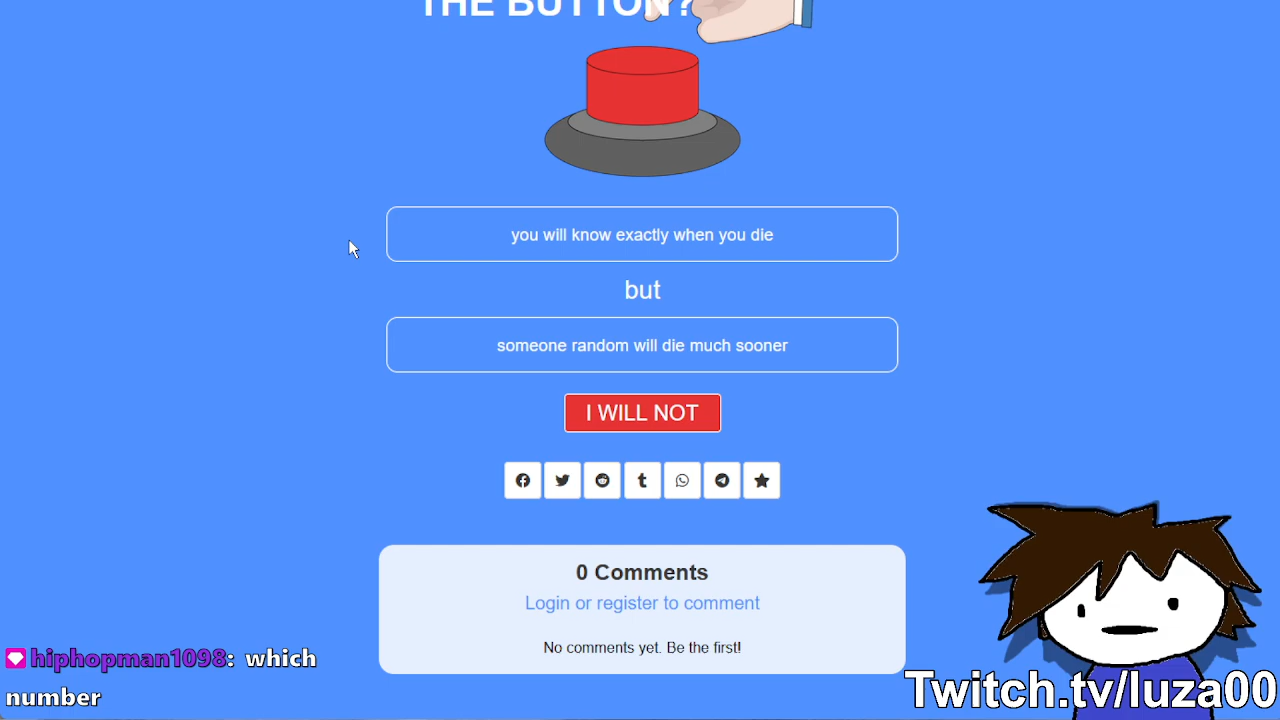 THE BUTTON?
you will know exactly when you die
but
someone random will die much sooner
I WILL NOT
0 Comments
Login or register to comment
No comments yet. Be the first!
hiphopman1098: which
number
Twitch.tv/luza00